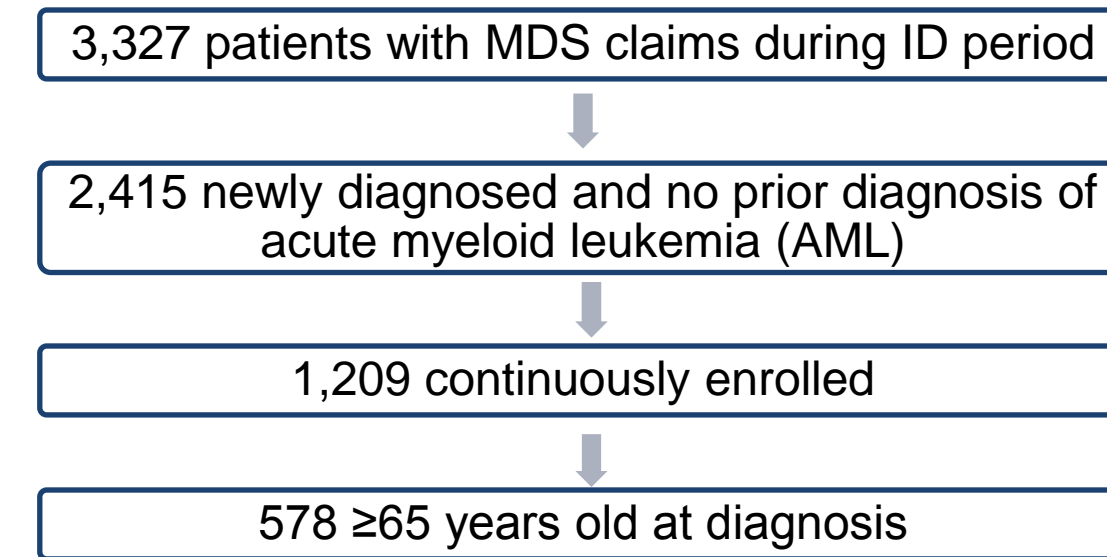 3,327 patients with MDS claims during ID period
2,415 newly diagnosed and no prior diagnosis of
acute myeloid leukemia (AML)
1,209 continuously enrolled
578 ≥65 years old at diagnosis